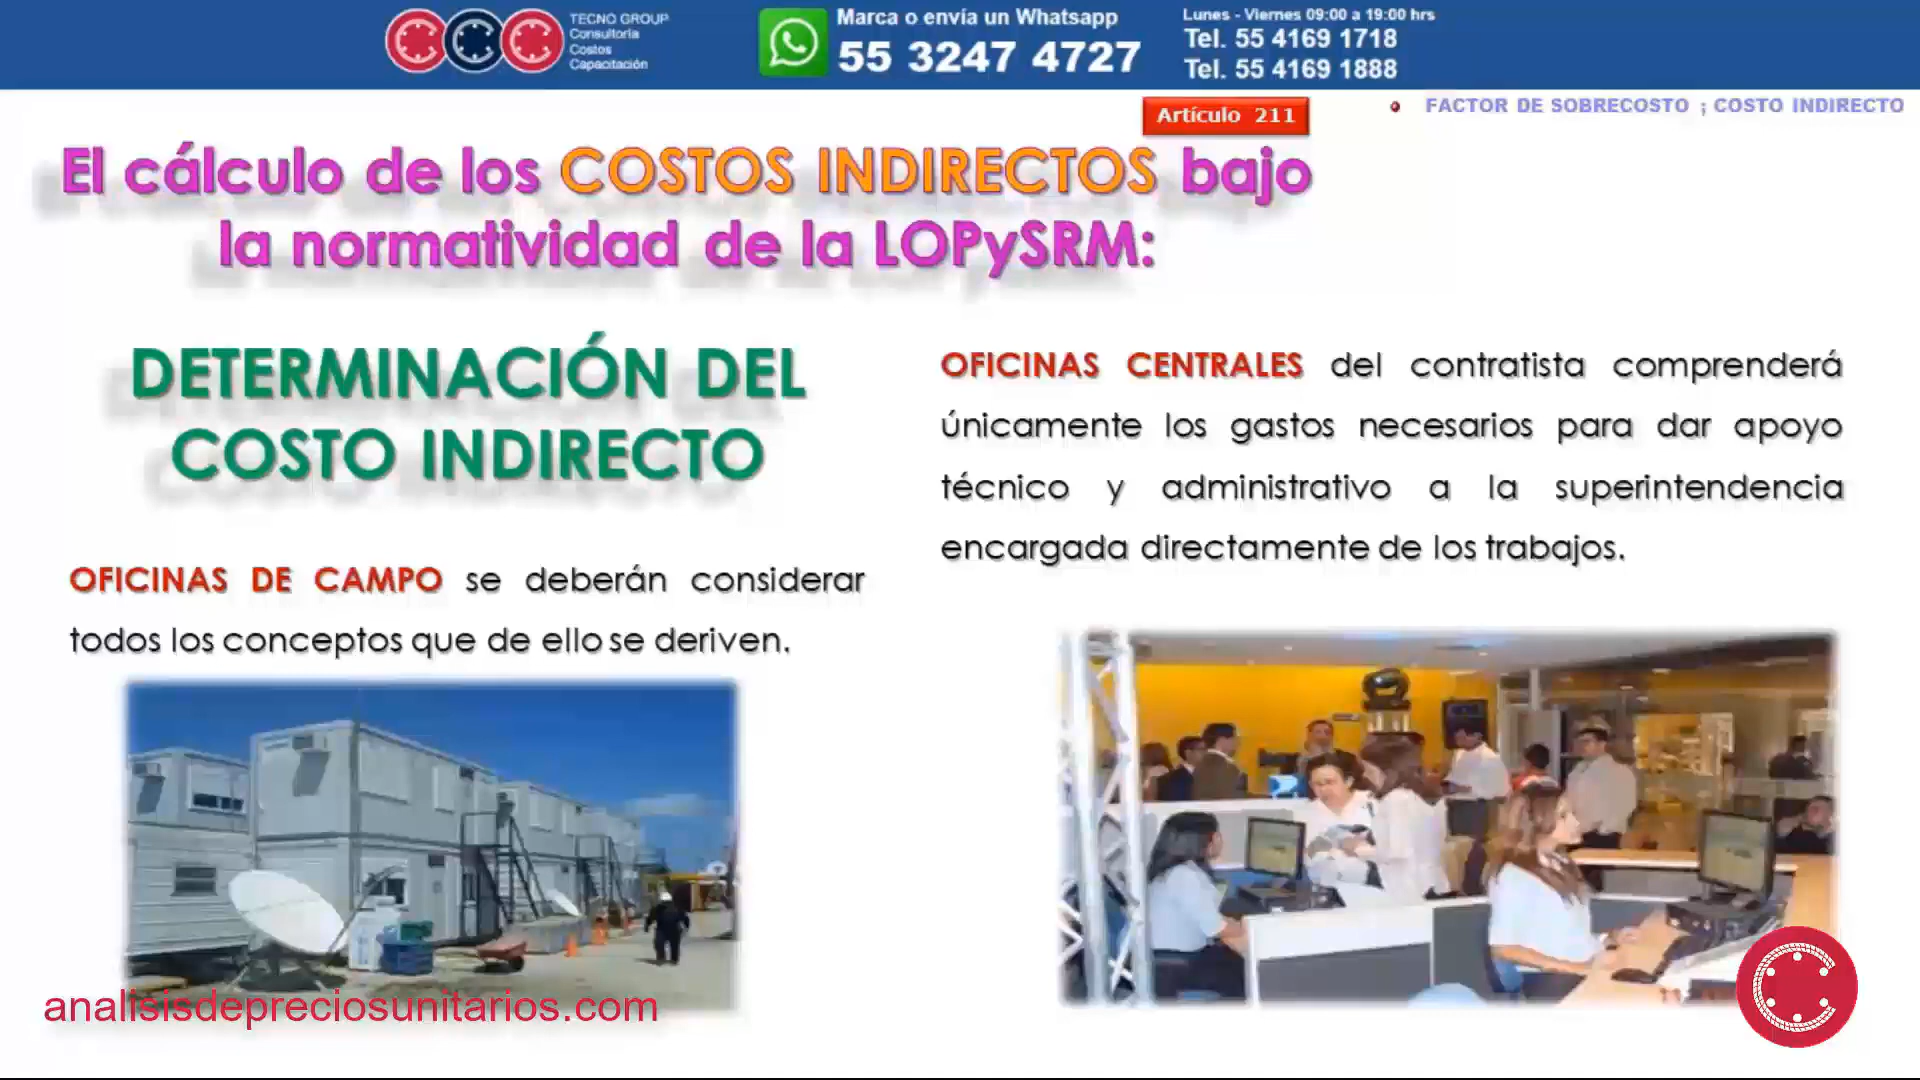 TECNO GROUP
Consultoría
Costos
Capacitación
Marca o envía un Whatsapp
55 3247 4727
Lunes - Viernes 09:00 a 19:00 hrs
Tel. 55 4169 1718
Tel. 55 4169 1888
Artículo 211
FACTOR DE SOBRECOSTO ; COSTO INDIRECTO
El cálculo de los COSTOS INDIRECTOS bajo
la normatividad de la LOPySRM:
DETERMINACIÓN DEL
COSTO INDIRECTO
OFICINAS DE CAMPO se deberán considerar
todos los conceptos que de ello se deriven.
OFICINAS CENTRALES del contratista comprenderá
únicamente los gastos necesarios para dar apoyo
técnico y administrativo a la superintendencia
encargada directamente de los trabajos.
analisisdepreciosunitarios.com